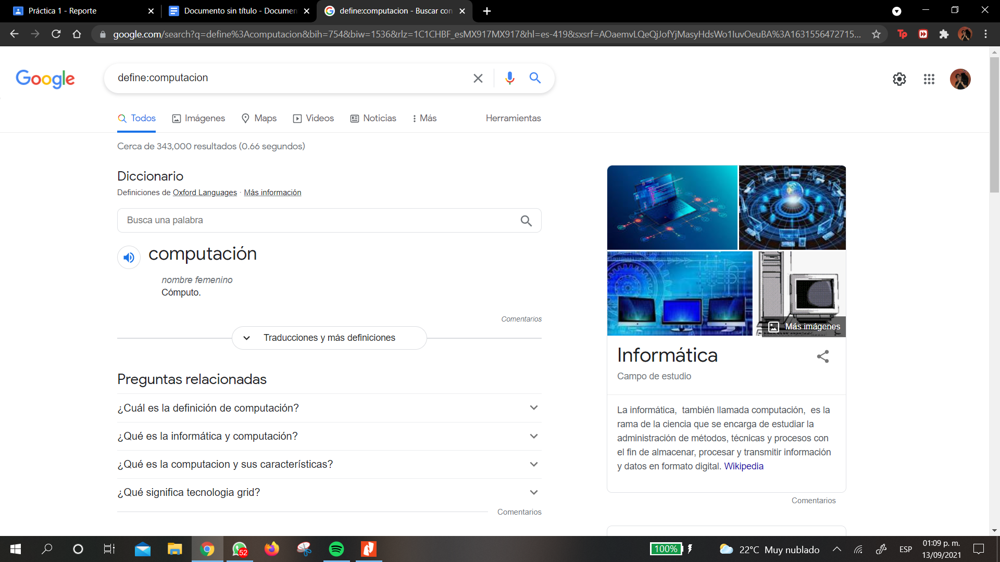 Práctica 1 - Reporte
Documento sin título - Documen
define:computacion - Buscar con
google.com/search?q=define%3Acomputacion&bih=754&biw=1536&rlz=1C1CHBF_esMX917MX917&hl=es-419&sxsrf=AOaemvLQeQjJofYjMasyHdsWo1IuvOeuBA%3A1631556472715...
Tp
Google
define:computacion
Todos
Imágenes
Maps
Videos
Noticias
Más
Herramientas
Cerca de 343,000 resultados (0.66 segundos)
Diccionario
Definiciones de Oxford Languages · Más información
Busca una palabra
computación
nombre femenino
Cómputo.
Comentarios
Traducciones y más definiciones
Preguntas relacionadas
¿Cuál es la definición de computación?
¿Qué es la informática y computación?
¿Qué es la computacion y sus características?
¿Qué significa tecnologia grid?
Comentarios
Más imágenes
Informática
Campo de estudio
La informática, también llamada computación, es la
rama de la ciencia que se encarga de estudiar la
administración de métodos, técnicas y procesos con
el fin de almacenar, procesar y transmitir información
y datos en formato digital. Wikipedia
Comentarios
52
100%
22°C Muy nublado
ESP
01:09 p. m.
13/09/2021